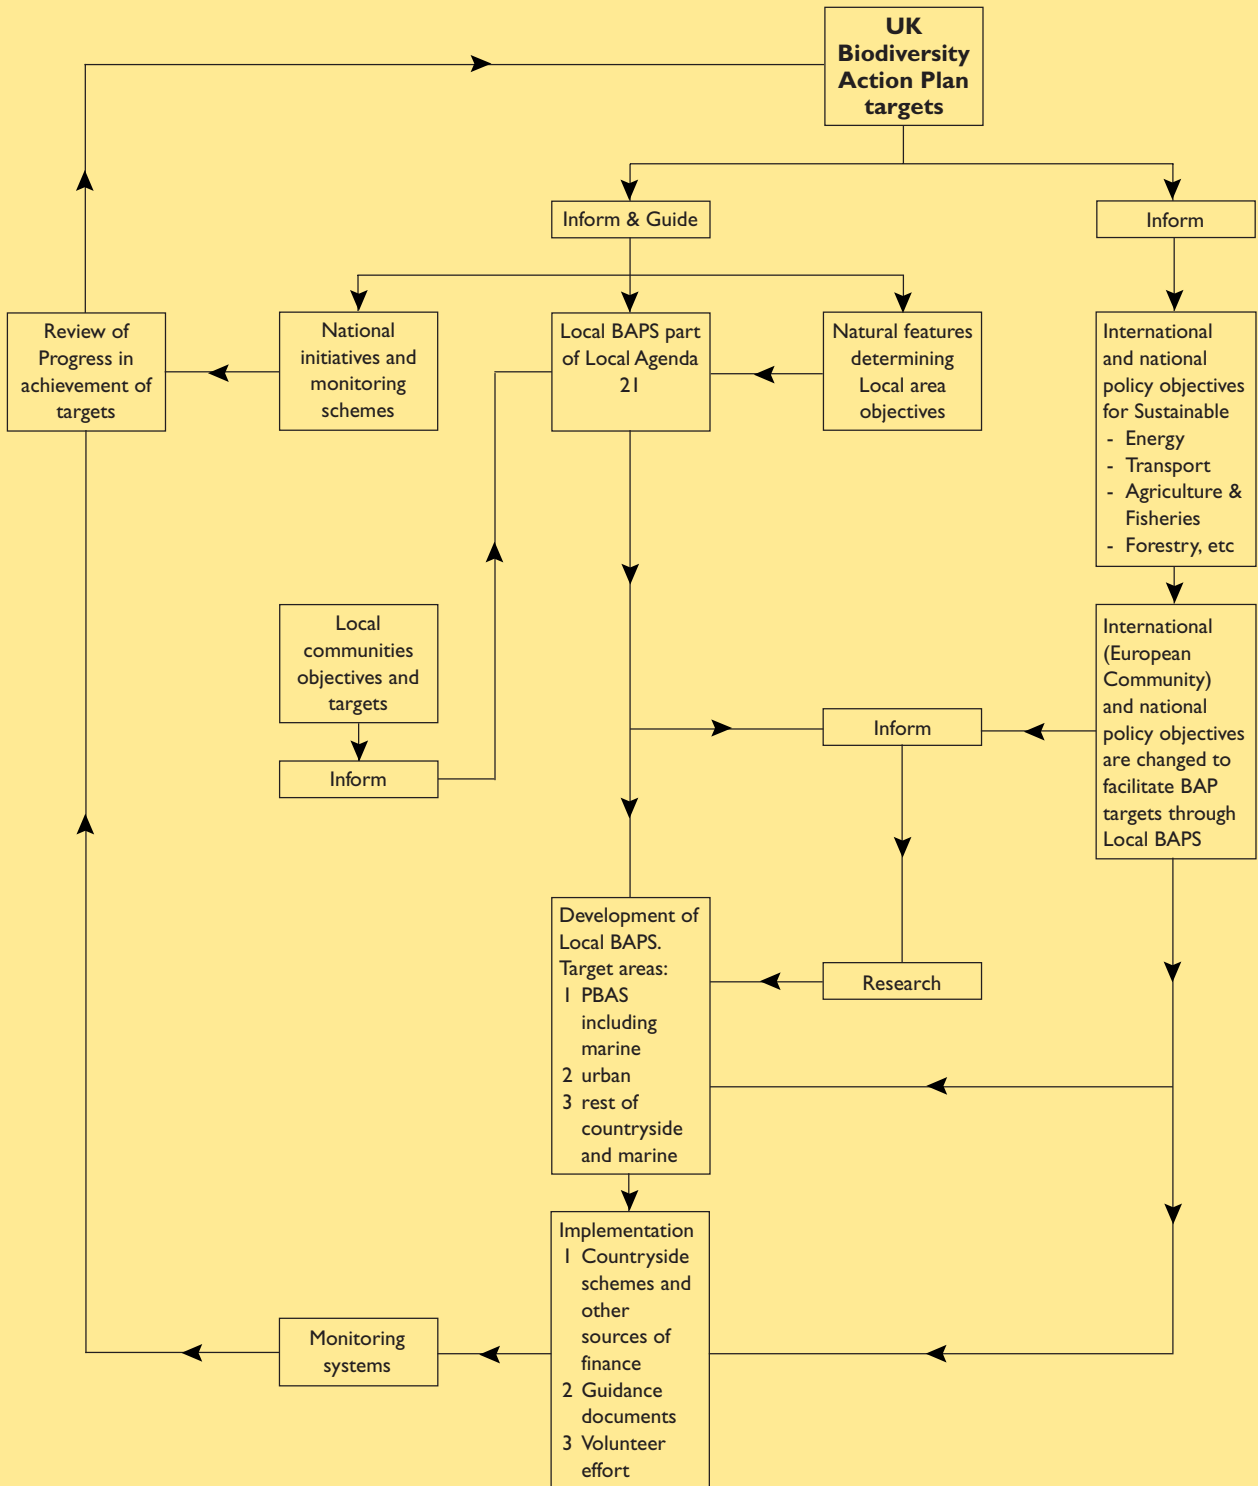 UK
Biodiversity
Action Plan
targets
Inform & Guide
Inform
Review of
Progress in
achievement of
targets
National
initiatives and
monitoring
schemes
Local BAPS part
of Local Agenda
21
Natural features
determining
Local area
objectives
International
and national
policy objectives
for Sustainable
- Energy
- Transport
- Agriculture &
Fisheries
- Forestry, etc
Local
communities
objectives and
targets
Inform
Inform
International
(European
Community)
and national
policy objectives
are changed to
facilitate BAP
targets through
Local BAPS
Development of
Local BAPS.
Target areas:
1 PBAS
including
marine
2 urban
3 rest of
countryside
and marine
Research
Implementation
1 Countryside
schemes and
other
sources of
finance
2 Guidance
documents
3 Volunteer
effort
Monitoring
systems